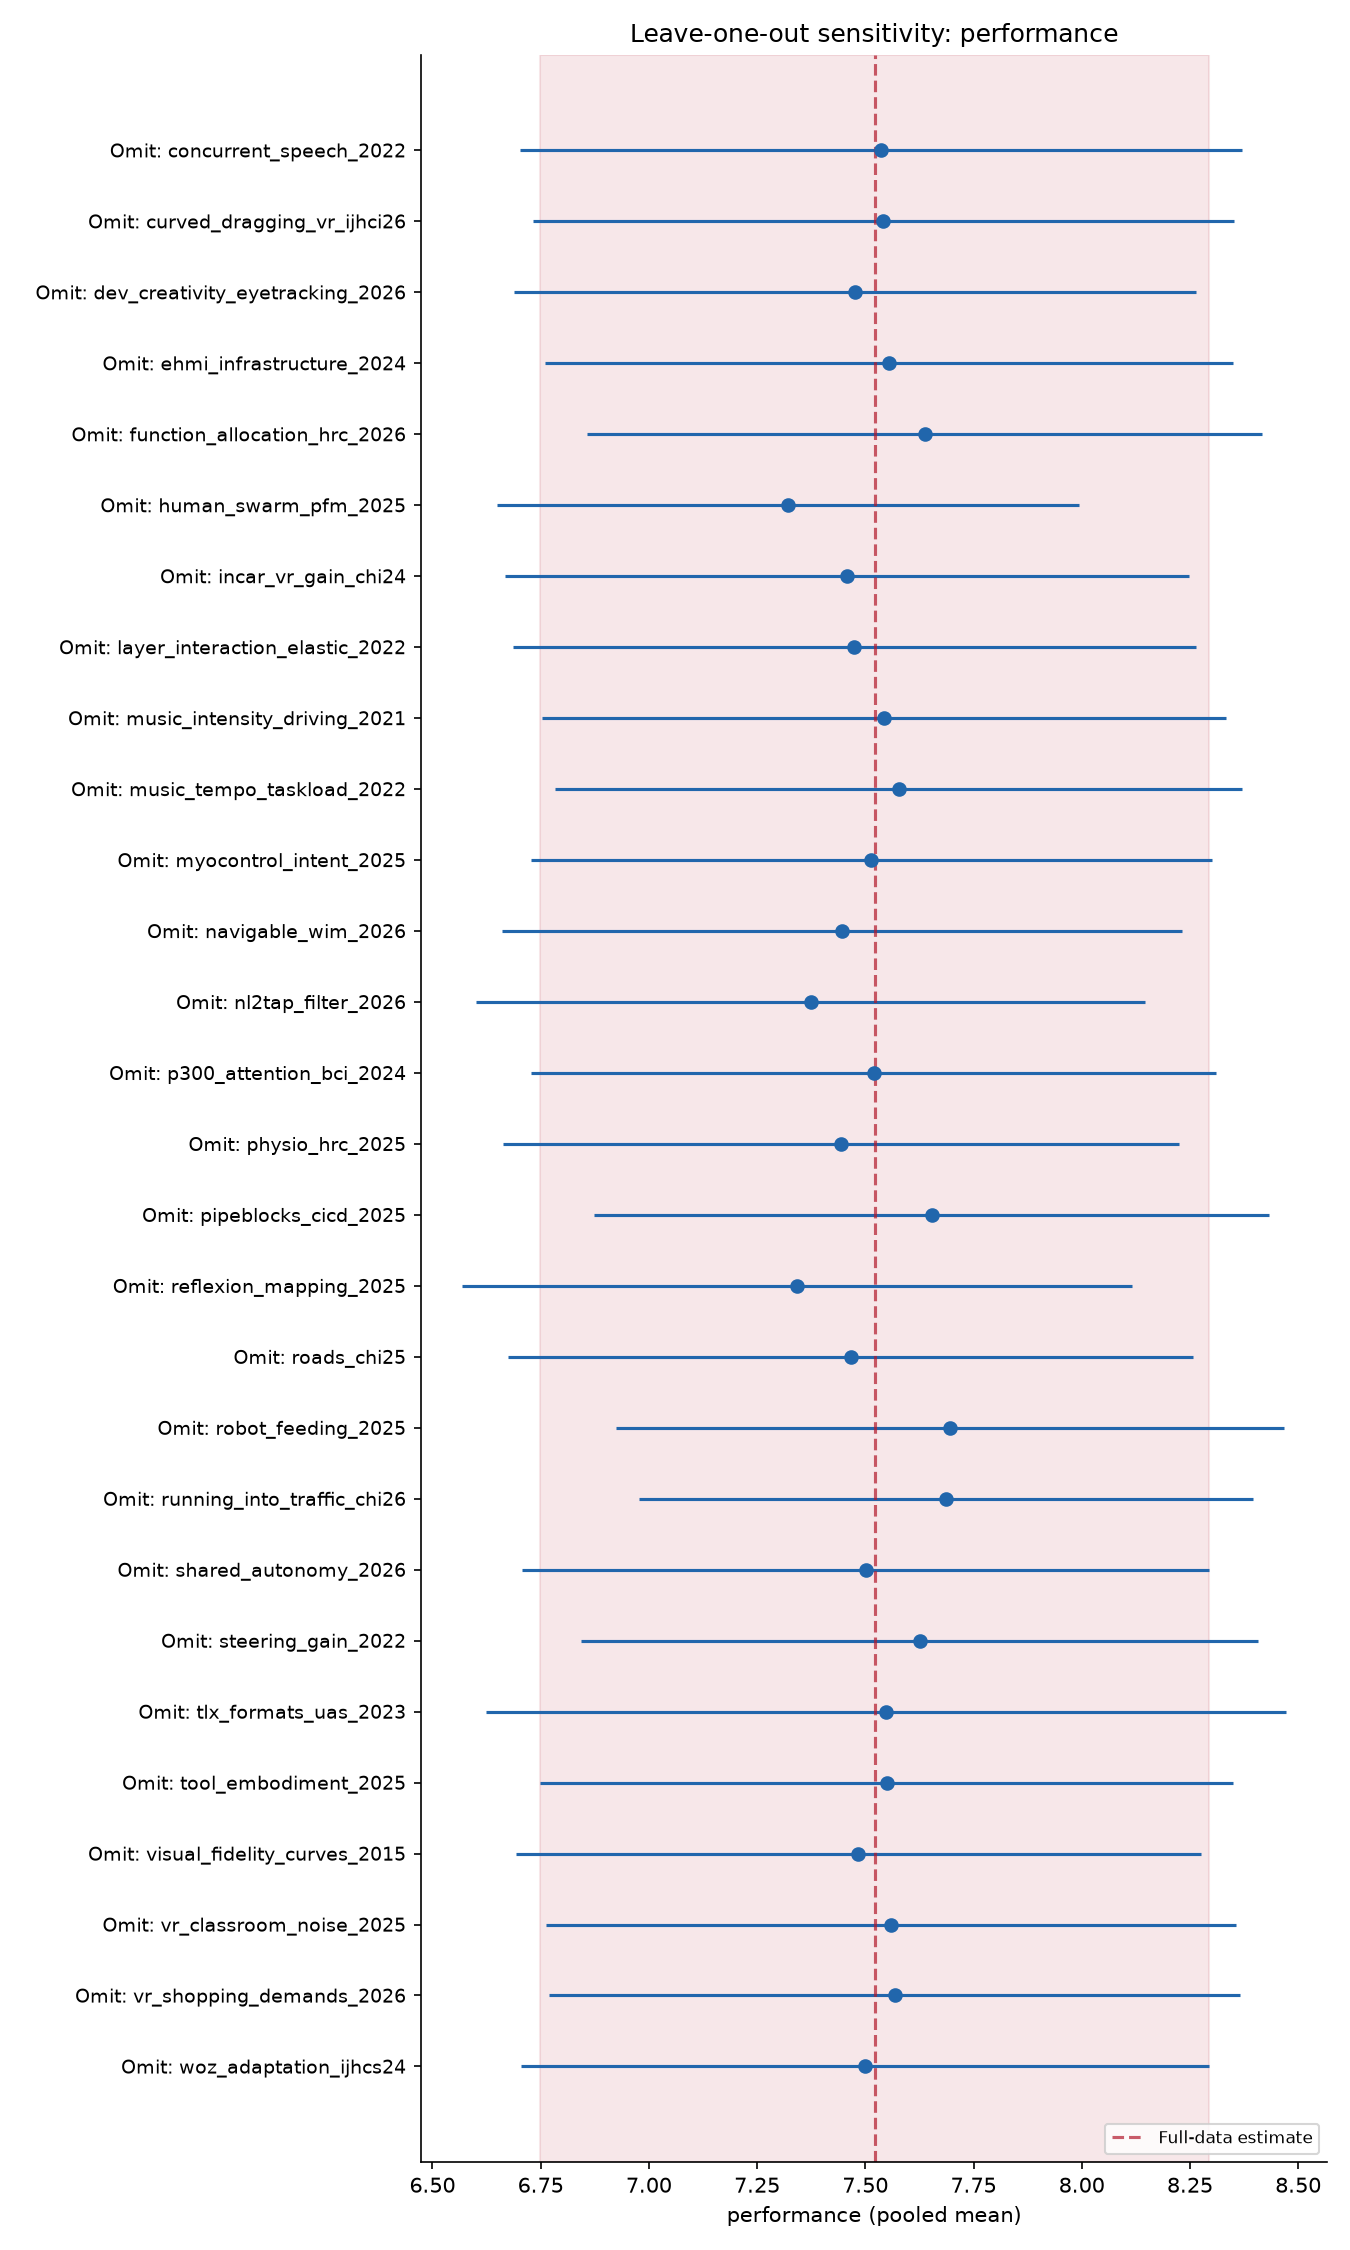 Leave-one-out sensitivity: performance
Omit: concurrent_speech_2022
Omit: curved_dragging_vr_ijhci26
Omit: dev_creativity_eyetracking_2026
Omit: ehmi_infrastructure_2024
Omit: function_allocation_hrc_2026
Omit: human_swarm_pfm_2025
Omit: incar_vr_gain_chi24
Omit: layer_interaction_elastic_2022
Omit: music_intensity_driving_2021
Omit: music_tempo_taskload_2022
Omit: myocontrol_intent_2025
Omit: navigable_wim_2026
Omit: nl2tap_filter_2026
Omit: p300_attention_bci_2024
Omit: physio_hrc_2025
Omit: pipeblocks_cicd_2025
Omit: reflexion_mapping_2025
Omit: roads_chi25
Omit: robot_feeding_2025
Omit: running_into_traffic_chi26
Omit: shared_autonomy_2026
Omit: steering_gain_2022
Omit: tlx_formats_uas_2023
Omit: tool_embodiment_2025
Omit: visual_fidelity_curves_2015
Omit: vr_classroom_noise_2025
Omit: vr_shopping_demands_2026
Omit: woz_adaptation_ijhcs24
Full-data estimate
6.50 6.75 7.00 7.25 7.50 7.75 8.00 8.25 8.50
performance (pooled mean)